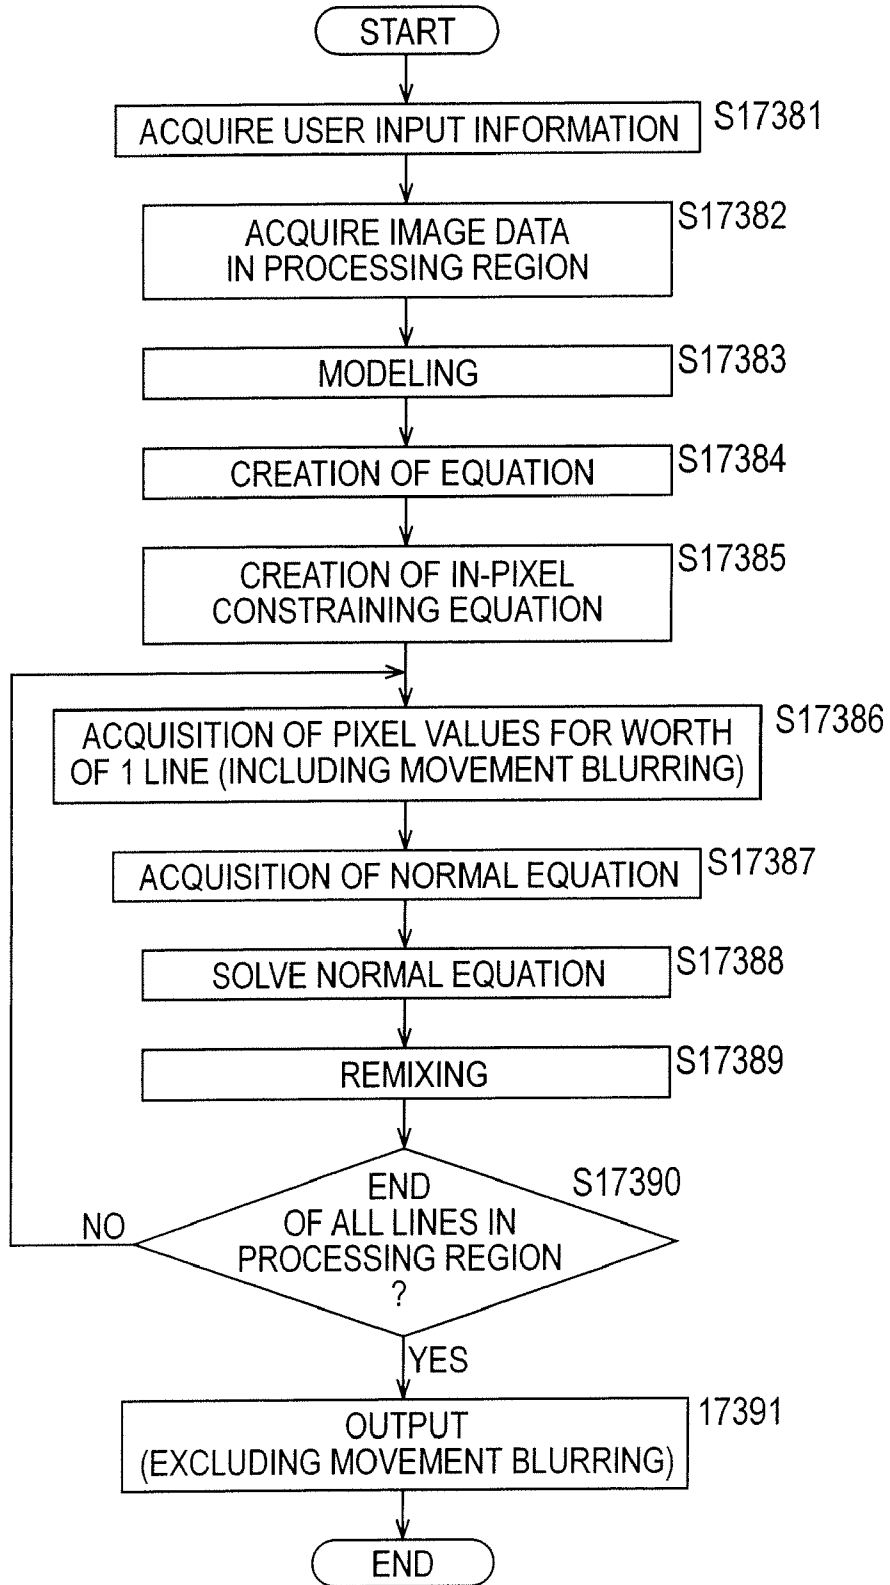 START
ACQUIRE USER INPUT INFORMATION
S17381
ACQUIRE IMAGE DATA
IN PROCESSING REGION
S17382
MODELING
S17383
CREATION OF EQUATION
S17384
CREATION OF IN-PIXEL
CONSTRAINING EQUATION
S17385
ACQUISITION OF PIXEL VALUES FOR WORTH
OF 1 LINE (INCLUDING MOVEMENT BLURRING)
S17386
ACQUISITION OF NORMAL EQUATION
S17387
SOLVE NORMAL EQUATION
S17388
REMIXING
S17389
END
OF ALL LINES IN
PROCESSING REGION
?
S17390
NO
YES
OUTPUT
(EXCLUDING MOVEMENT BLURRING)
17391
END